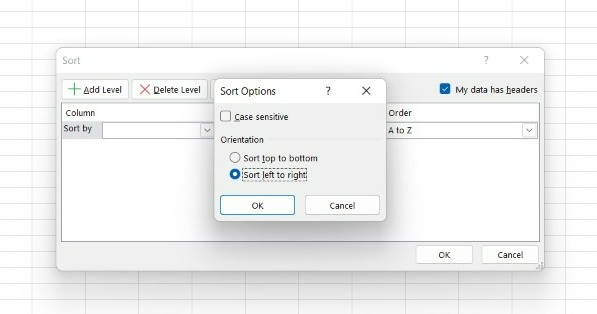 Sort
?
Add Level
Delete Level
My data has headers
Column
Order
Sort by
A to Z
Sort Options
?
Case sensitive
Orientation
Sort top to bottom
Sort left to right
OK
Cancel
OK
Cancel